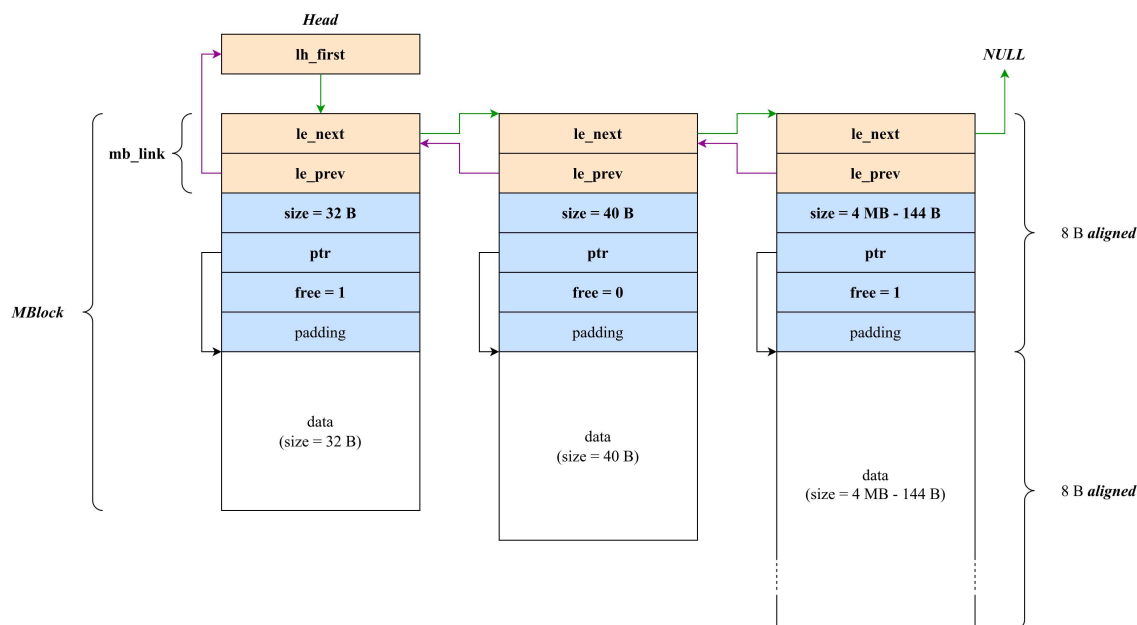 Head
lh_first
NULL
mb_link
MBlock
le_next
le_prev
size = 32 B
ptr
free = 1
padding
data
(size = 32 B)
le_next
le_prev
size = 40 B
ptr
free = 0
padding
data
(size = 40 B)
le_next
le_prev
size = 4 MB - 144 B
ptr
free = 1
padding
data
(size = 4 MB - 144 B)
8 B aligned
8 B aligned